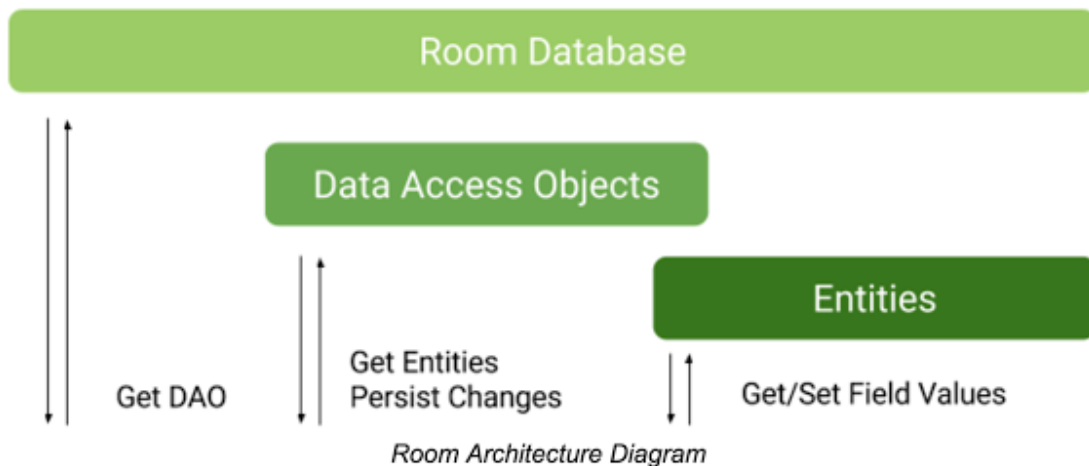 Room Database
Data Access Objects
Entities
Get Entities
Persist Changes
Get DAO
Get/Set Field Values
Room Architecture Diagram